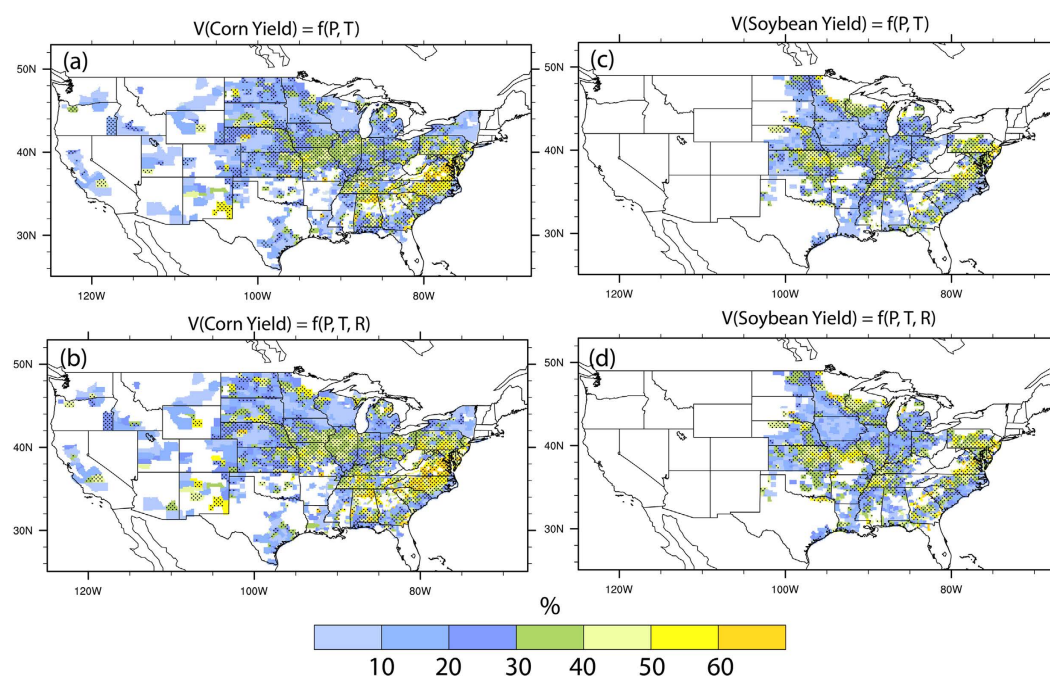 V(Corn Yield) = f(P, T)
(a)
50N
40N
30N
120W 100W 80W
V(Soybean Yield) = f(P, T)
(c)
50N
40N
30N
120W 100W 80W
V(Corn Yield) = f(P, T, R)
(b)
50N
40N
30N
120W 100W 80W
V(Soybean Yield) = f(P, T, R)
(d)
50N
40N
30N
120W 100W 80W
%
10 20 30 40 50 60